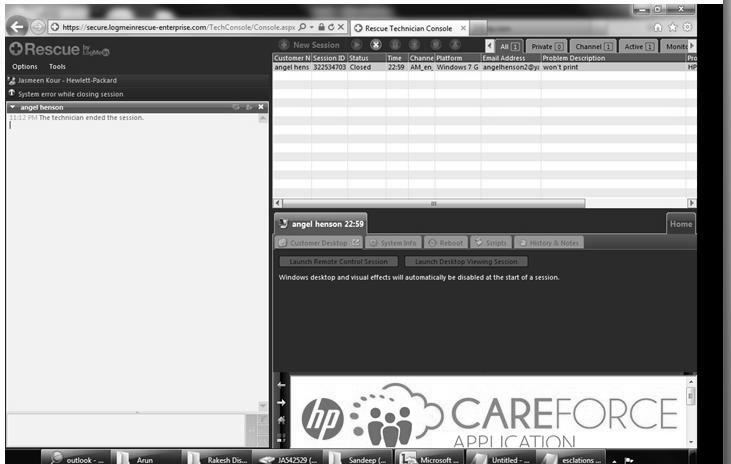 https://secure.logmeinrescue-enterprise.com/TechConsole/Console.aspx
Rescue Technician Console
Rescue by LogMeIn
Options Tools
Jasmeen Kour - Hewlett-Packard
System error while closing session
angel henson
11:12 PM The technician ended the session.
New Session
All 1 Private 0 Channel 1 Active 1 Monito
Customer N Session ID Status Time Channe Platform Email Address Problem Description Pro
angel hens 322534703 Closed 22:59 AM_en_ Windows 7 G angelhenson2@ya won't print HP
angel henson 22:59
Home
Customer Desktop System Info Reboot Scripts History & Notes
Launch Remote Control Session Launch Desktop Viewing Session
Windows desktop and visual effects will automatically be disabled at the start of a session.
hp CAREFORCE
APPLICATION
outlook - ... Arun Rakesh Dis... JA542529 (... Sandeep (... Microsoft ... Untitled - ... esclations ...